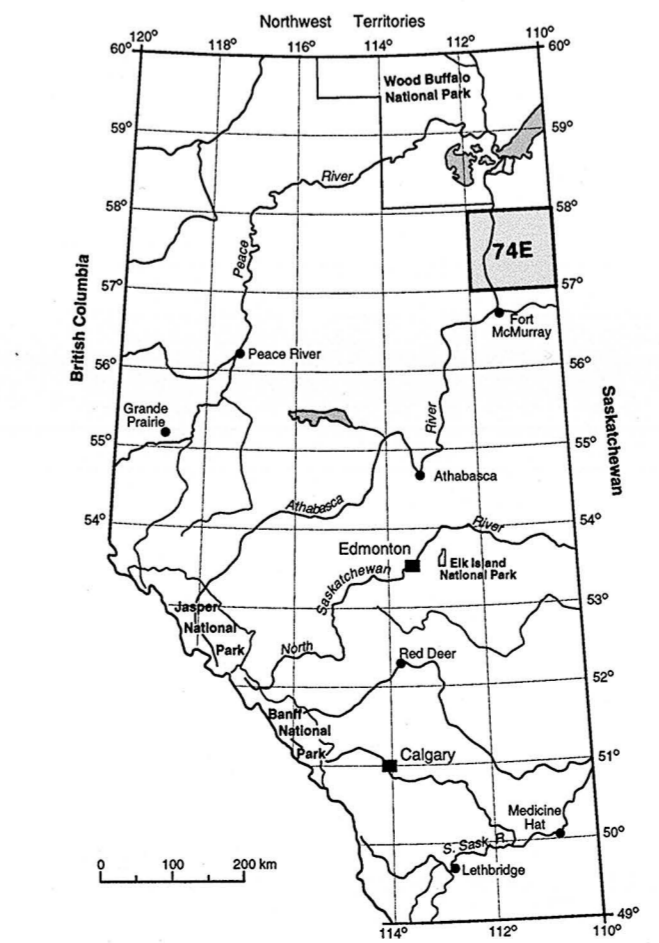 Northwest Territories
120°
118°
116°
114°
112°
110°
60°
60°
Wood Buffalo
National Park
59°
59°
River
58°
58°
Peace
74E
57°
57°
British Columbia
Fort
McMurray
Peace River
56°
56°
Saskatchewan
Grande
Prairie
River
55°
55°
Athabasca
Athabasca
54°
54°
River
Edmonton
Elk Island
National Park
Saskatchewan
53°
Jasper
National
Park
North
Red Deer
52°
Banff
National
Park
Calgary
51°
Medicine
Hat
50°
S. Sask. R.
Lethbridge
0 100 200 km
49°
114°
112°
110°